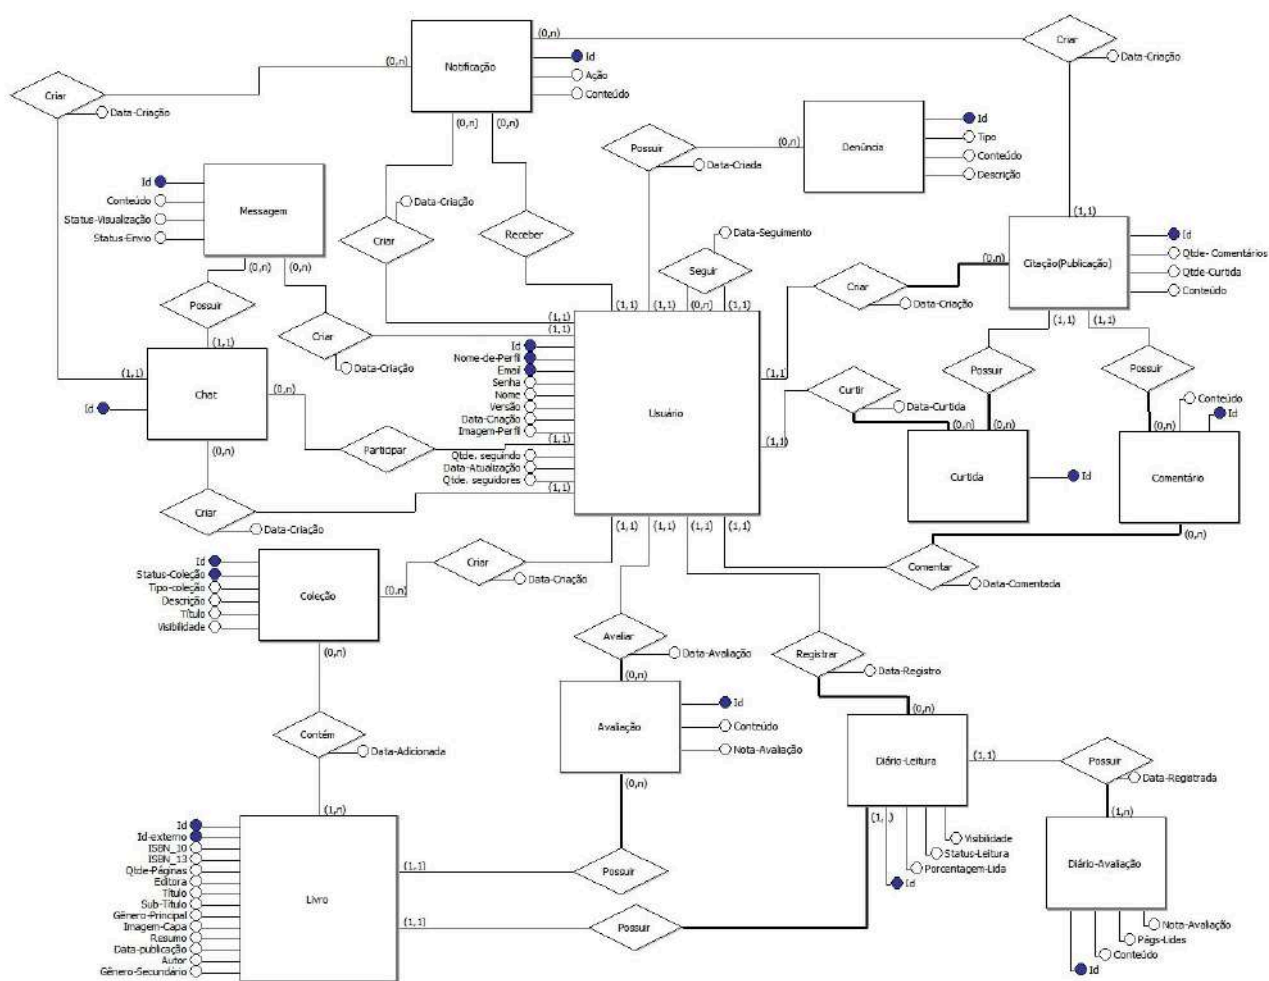 (0,n)
Criar
Data-Criação
(0,n)
Notificação
Id
Ação
Conteúdo
Criar
Data-Criação
(0,n)
(0,n)
Possuir
Data-Criada
(0,n)
Denúncia
Id
Tipo
Conteúdo
Descrição
Id
Conteúdo
Status-Visualização
Status-Envio
Messagem
Data-Criação
Criar
Receber
Data-Seguimento
Seguir
(1,1)
Citação(Publicação)
Id
Qtde- Comentários
Qtde-Curtida
Conteúdo
(0,n)
(0,n)
(0,n)
Criar
Data-Criação
Possuir
(1,1)
Criar
Data-Criação
(1,1)
(1,1)
(1,1)
(1,1)
(0,n)
(1,1)
(1,1)
(1,1)
(1,1)
Possuir
Possuir
(1,1)
Chat
Id
(0,n)
Id
Nome-de-Perfil
Email
Senha
Nome
Versão
Data-Criação
Imagem-Perfil
(1,1)
Qtde. seguindo
Data-Atualização
Qtde. seguidores
(1,1)
Usuário
(1,1)
Curtir
Data-Curtida
(1,1)
(0,n)
(0,n)
Curtida
Id
Conteúdo
Id
(0,n)
Comentário
(0,n)
Participar
(0,n)
Criar
Data-Criação
(1,1)
(1,1)
(1,1)
(1,1)
Comentar
Data-Comentada
Id
Status-Coleção
Tipo-coleção
Descrição
Título
Visibilidade
Coleção
(0,n)
Criar
Data-Criação
(0,n)
Avaliar
Data-Avaliação
Registrar
Data-Registro
(0,n)
Avaliação
Id
Conteúdo
Nota-Avaliação
(0,n)
(0,n)
Diário-Leitura
(1,1)
Possuir
Data-Registrada
Contém
Data-Adicionada
(1,n)
Visibilidade
Status-Leitura
Porcentagem-Lida
Id
(1,n)
Diário-Avaliação
Nota-Avaliação
Págs-Lidas
Conteúdo
Id
Id
Id-externo
ISBN_10
ISBN_13
Qtde-Páginas
Editora
Título
Sub-Título
Gênero-Principal
Imagem-Capa
Resumo
Data-publicação
Autor
Gênero-Secundário
Livro
(1,1)
Possuir
(1,1)
Possuir